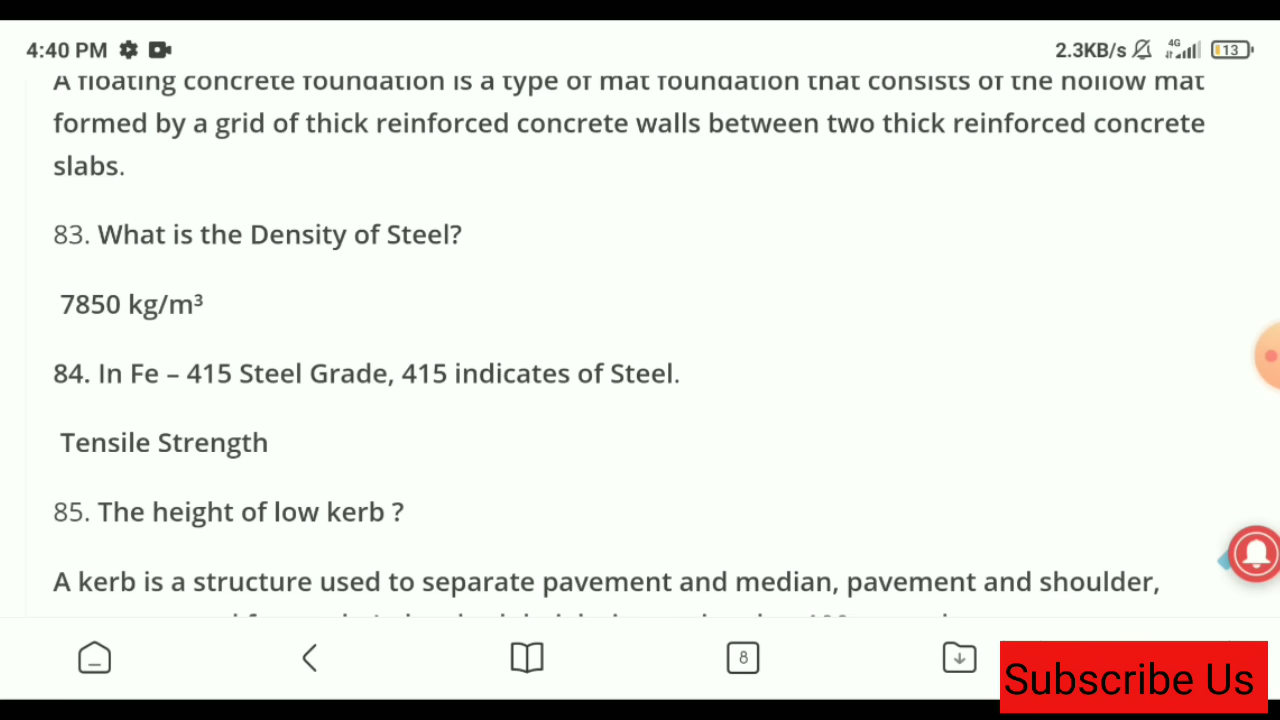 4:40 PM
2.3KB/s 4G 13
A floating concrete foundation is a type of mat foundation that consists of the hollow mat
formed by a grid of thick reinforced concrete walls between two thick reinforced concrete
slabs.
83. What is the Density of Steel?
7850 kg/m³
84. In Fe – 415 Steel Grade, 415 indicates of Steel.
Tensile Strength
85. The height of low kerb ?
A kerb is a structure used to separate pavement and median, pavement and shoulder,
8
Subscribe Us